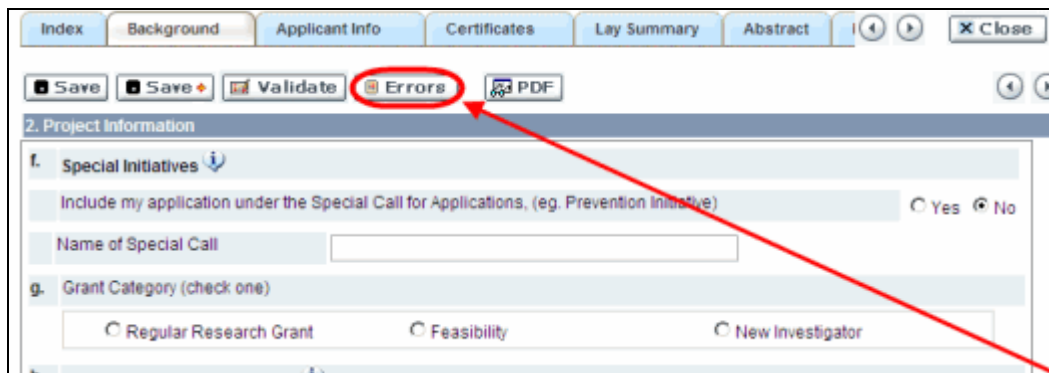 Index Background Applicant Info Certificates Lay Summary Abstract Close
Save Save Validate Errors PDF
2. Project Information
f. Special Initiatives
Include my application under the Special Call for Applications, (eg. Prevention Initiative) Yes No
Name of Special Call
g. Grant Category (check one)
Regular Research Grant Feasibility New Investigator